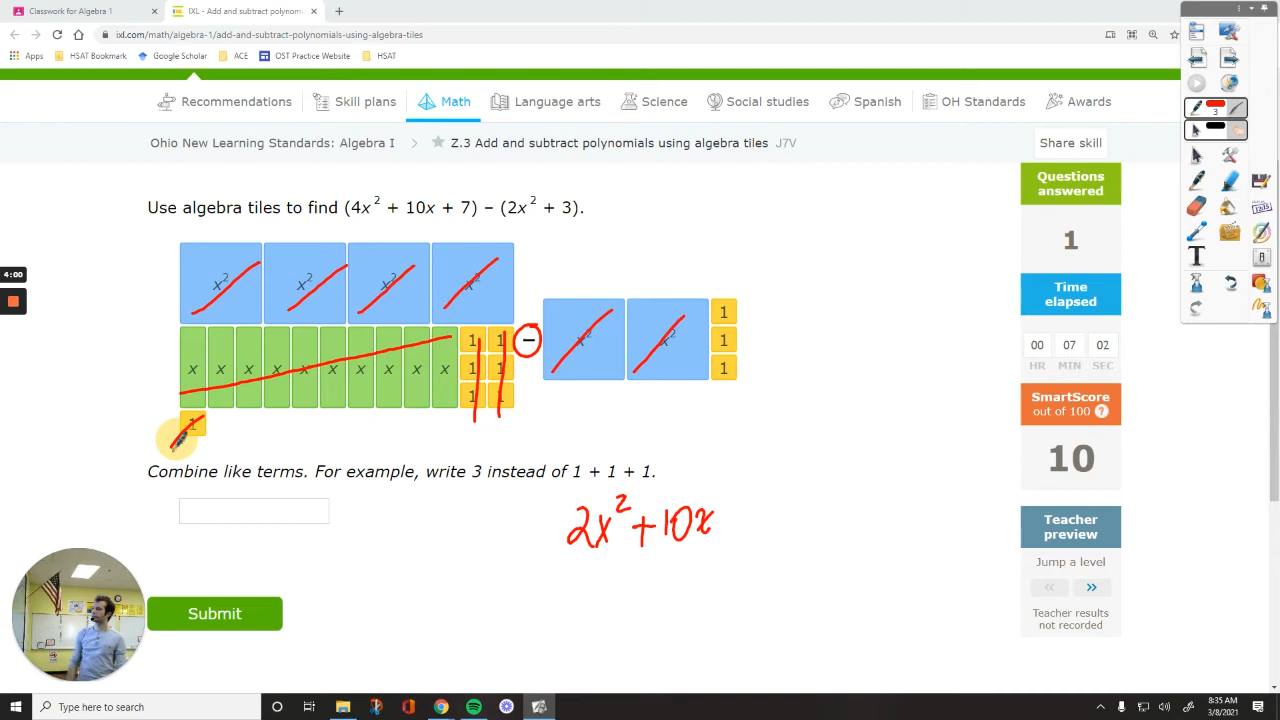 Classwork for Algebra 1
IXL - Add and subtract polynomi
ixl.com/math/algebra-1/add-and-subtract-polynomials-using-algebra-tiles
Apps
HSAT Bookmark
Google Scholar
ACE
OST Practice Website
HSAT
Recommendations
Skill plans
Math
Language arts
Science
Social studies
Spanish
OH Standards
Awards
Ohio New Learning Standards: Algebra I > Z.3 Add and subtract polynomials using algebra tiles J7V
Share skill
Use algebra tiles to find (4x² + 10x + 7) – (2x² + 3).
x² x² x² x²
x x x x x x x x x x 1 1
1 1
1 1
1
–
x² x² 1
1
1
Combine like terms. For example, write 3 instead of 1 + 1 + 1.
2x² + 10x
Submit
Questions answered
1
Time elapsed
00 07 02
HR MIN SEC
SmartScore
out of 100 ?
10
Teacher preview
Jump a level
<< >>
Teacher results not recorded
4:00
3
T
Type here to search
8:35 AM
3/8/2021